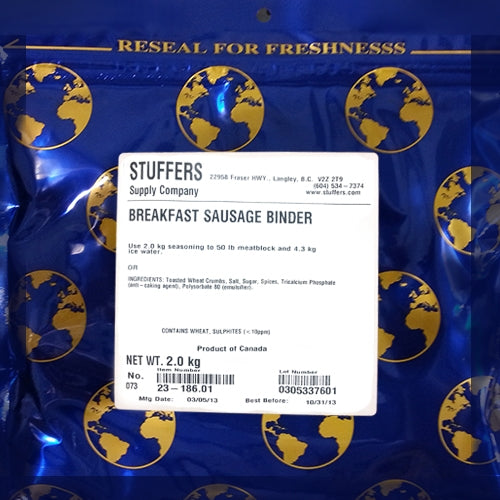 RESEAL FOR FRESHNESSS
STUFFERS
Supply Company
22958 Fraser HWY., Langley, B.C. V2Z 2T9
(604) 534-7374
www.stuffers.com
BREAKFAST SAUSAGE BINDER
Use 2.0 kg seasoning to 50 lb meatblock and 4.3 kg
ice water.
OR
INGREDIENTS: Toasted Wheat Crumbs, Salt, Sugar, Spices, Tricalcium Phosphate
(anti-caking agent), Polysorbate 80 (emulsifier).
CONTAINS WHEAT, SULPHITES (<10ppm)
Product of Canada
NET WT. 2.0 kg
No.
073
Item Number
23-186.01
Lot Number
0305337601
Mfg Date: 03/05/13
Best Before: 10/31/13